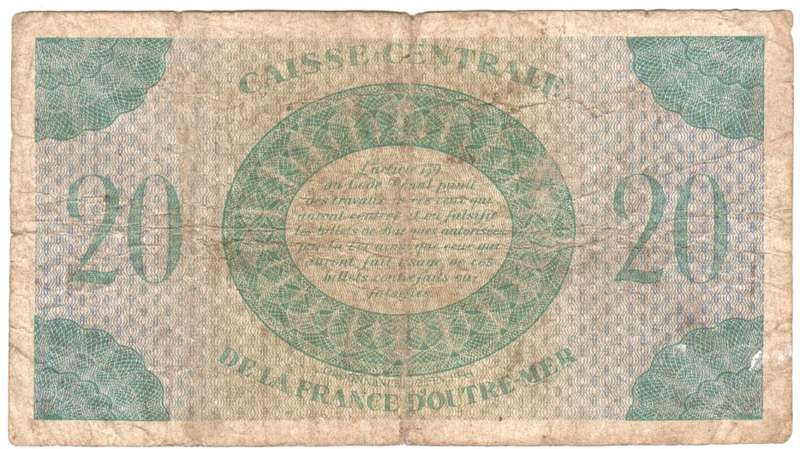 CAISSE CENTRALE
20
20
L'article 139
du Code Pénal punit
des travaux forcés ceux qui
auront contrefait ou falsifié
les billets de Banques autorisées
par la loi ainsi que ceux qui
auront fait usage de ces
billets contrefaits ou
falsifiés
DE LA FRANCE D'OUTRE-MER